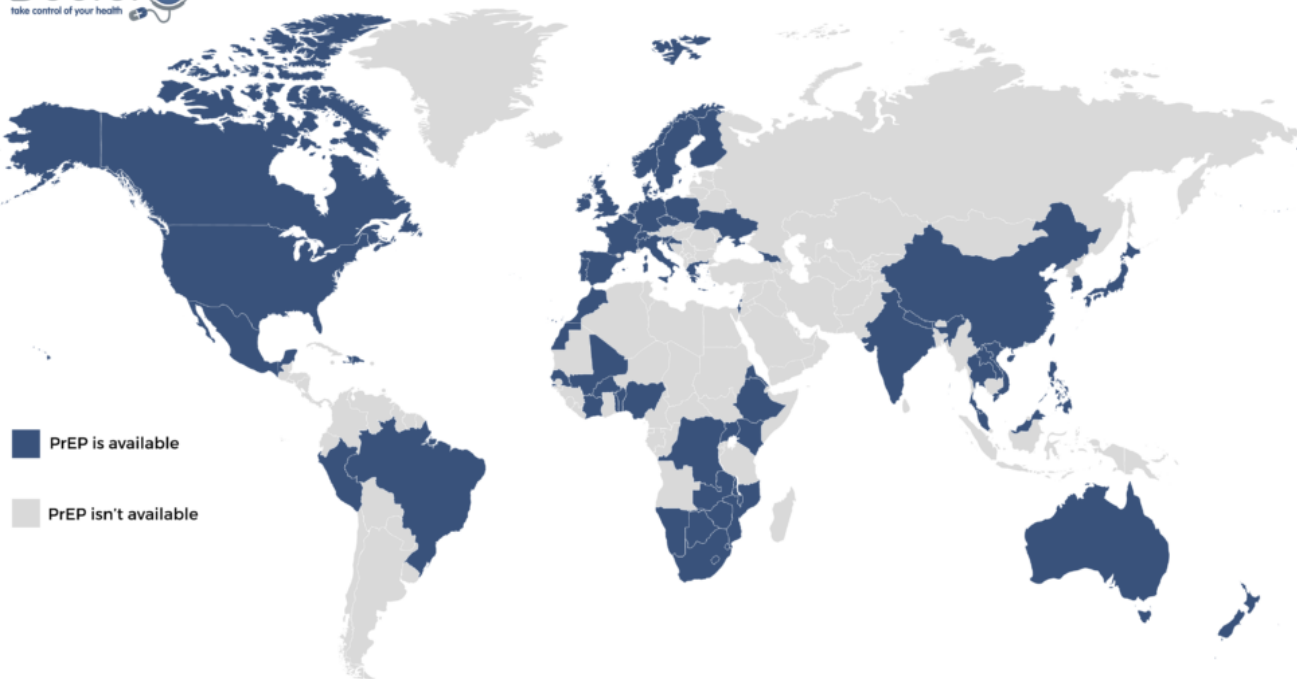 take control of your health
PrEP is available
PrEP isn't available